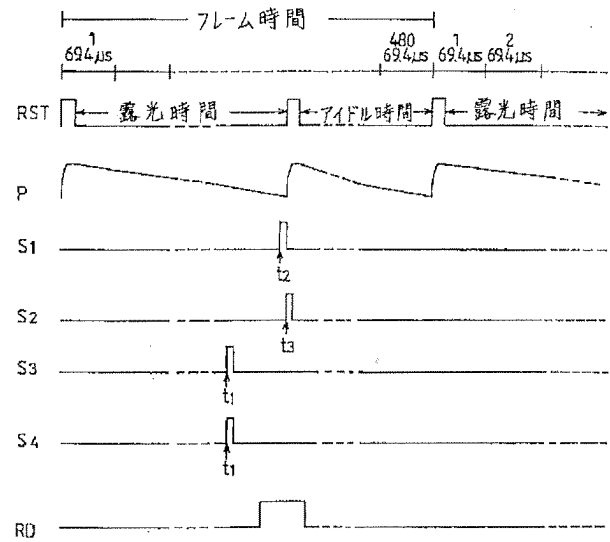 フレーム時間
1 480 1 2
69.4μs 69.4μs 69.4μs 69.4μs
RST 露光時間 アイドル時間 露光時間
P
S1
t2
S2
t3
S3
t1
S4
t1
RD